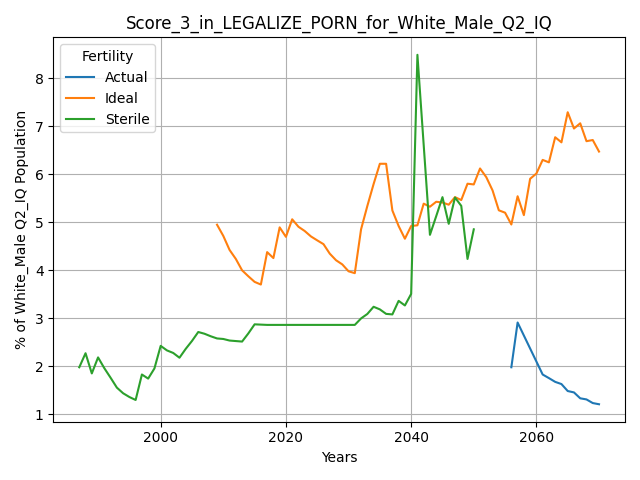 Score_3_in_LEGALIZE_PORN_for_White_Male_Q2_IQ
Fertility
Actual
Ideal
Sterile
% of White_Male Q2_IQ Population
8
7
6
5
4
3
2
1
2000 2020 2040 2060
Years